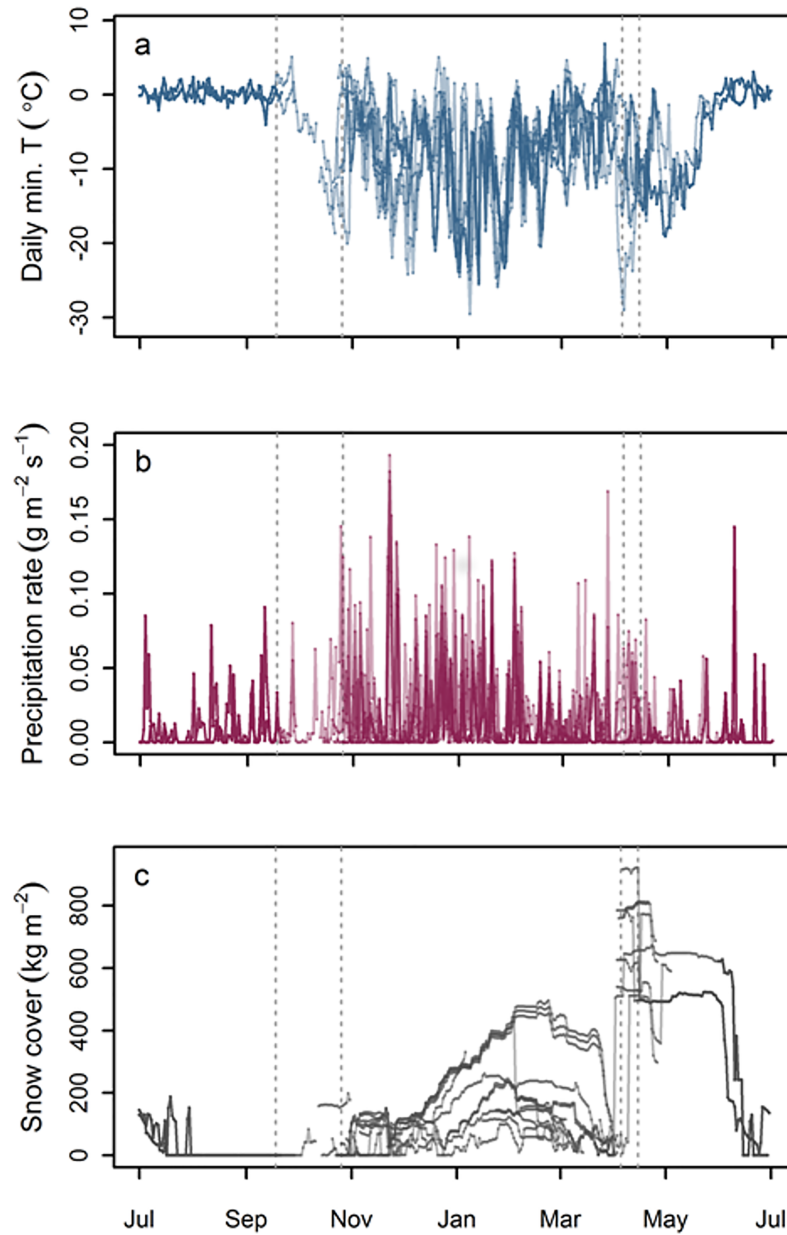 a
Daily min. T ( °C)
10
0
-10
-20
-30
b
Precipitation rate (g m−2 s−1)
0.20
0.15
0.10
0.05
0.00
c
Snow cover (kg m−2)
800
600
400
200
0
Jul Sep Nov Jan Mar May Jul